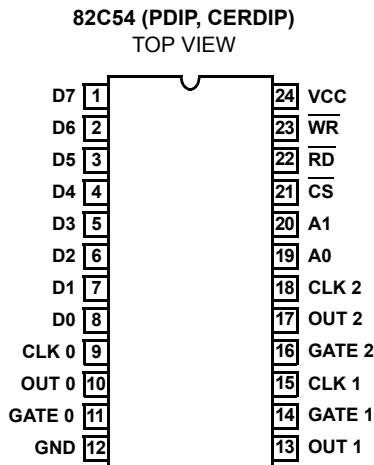 82C54 (PDIP, CERDIP)
TOP VIEW
D7 1 24 VCC
D6 2 23 W̅R̅
D5 3 22 R̅D̅
D4 4 21 C̅S̅
D3 5 20 A1
D2 6 19 A0
D1 7 18 CLK 2
D0 8 17 OUT 2
CLK 0 9 16 GATE 2
OUT 0 10 15 CLK 1
GATE 0 11 14 GATE 1
GND 12 13 OUT 1